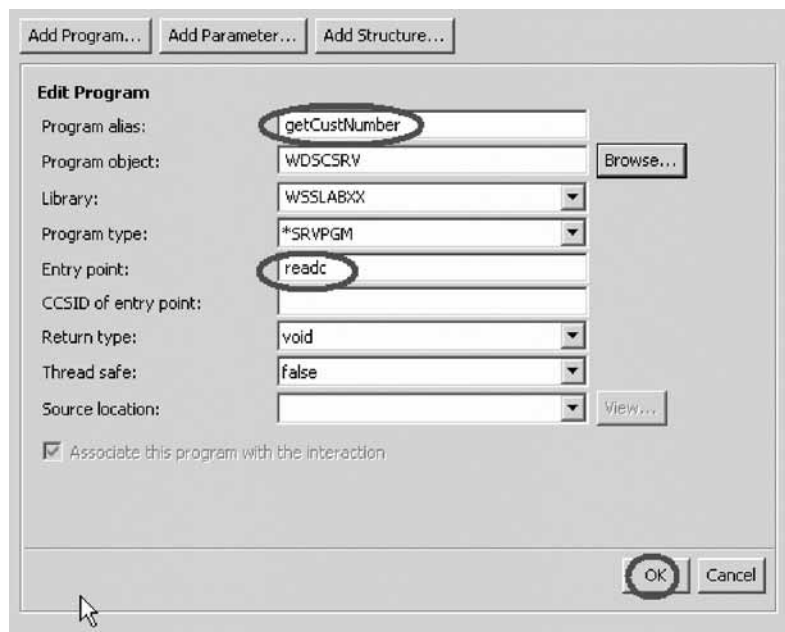 Add Program... Add Parameter... Add Structure...
Edit Program
Program alias: getCustNumber
Program object: WDSCSRV Browse...
Library: WSSLABXX
Program type: *SRVPGM
Entry point: readc
CCSID of entry point:
Return type: void
Thread safe: false
Source location: View...
Associate this program with the interaction
OK Cancel